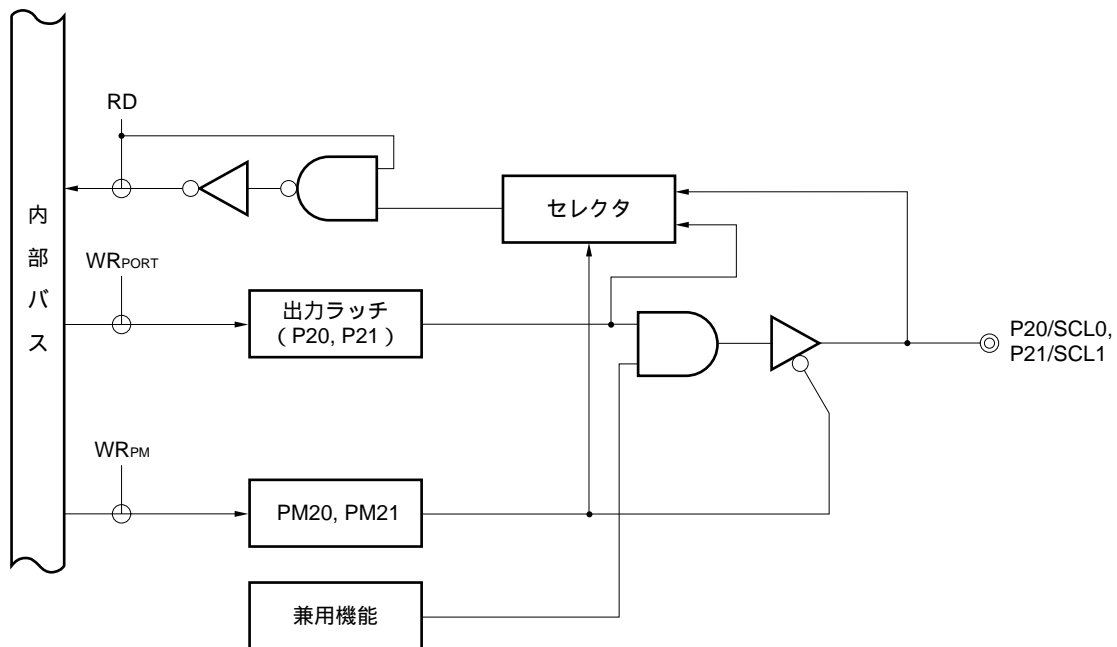 RD
内部バス
セレクタ
WRPORT
出力ラッチ
( P20, P21 )
P20/SCL0,
P21/SCL1
WRPM
PM20, PM21
兼用機能